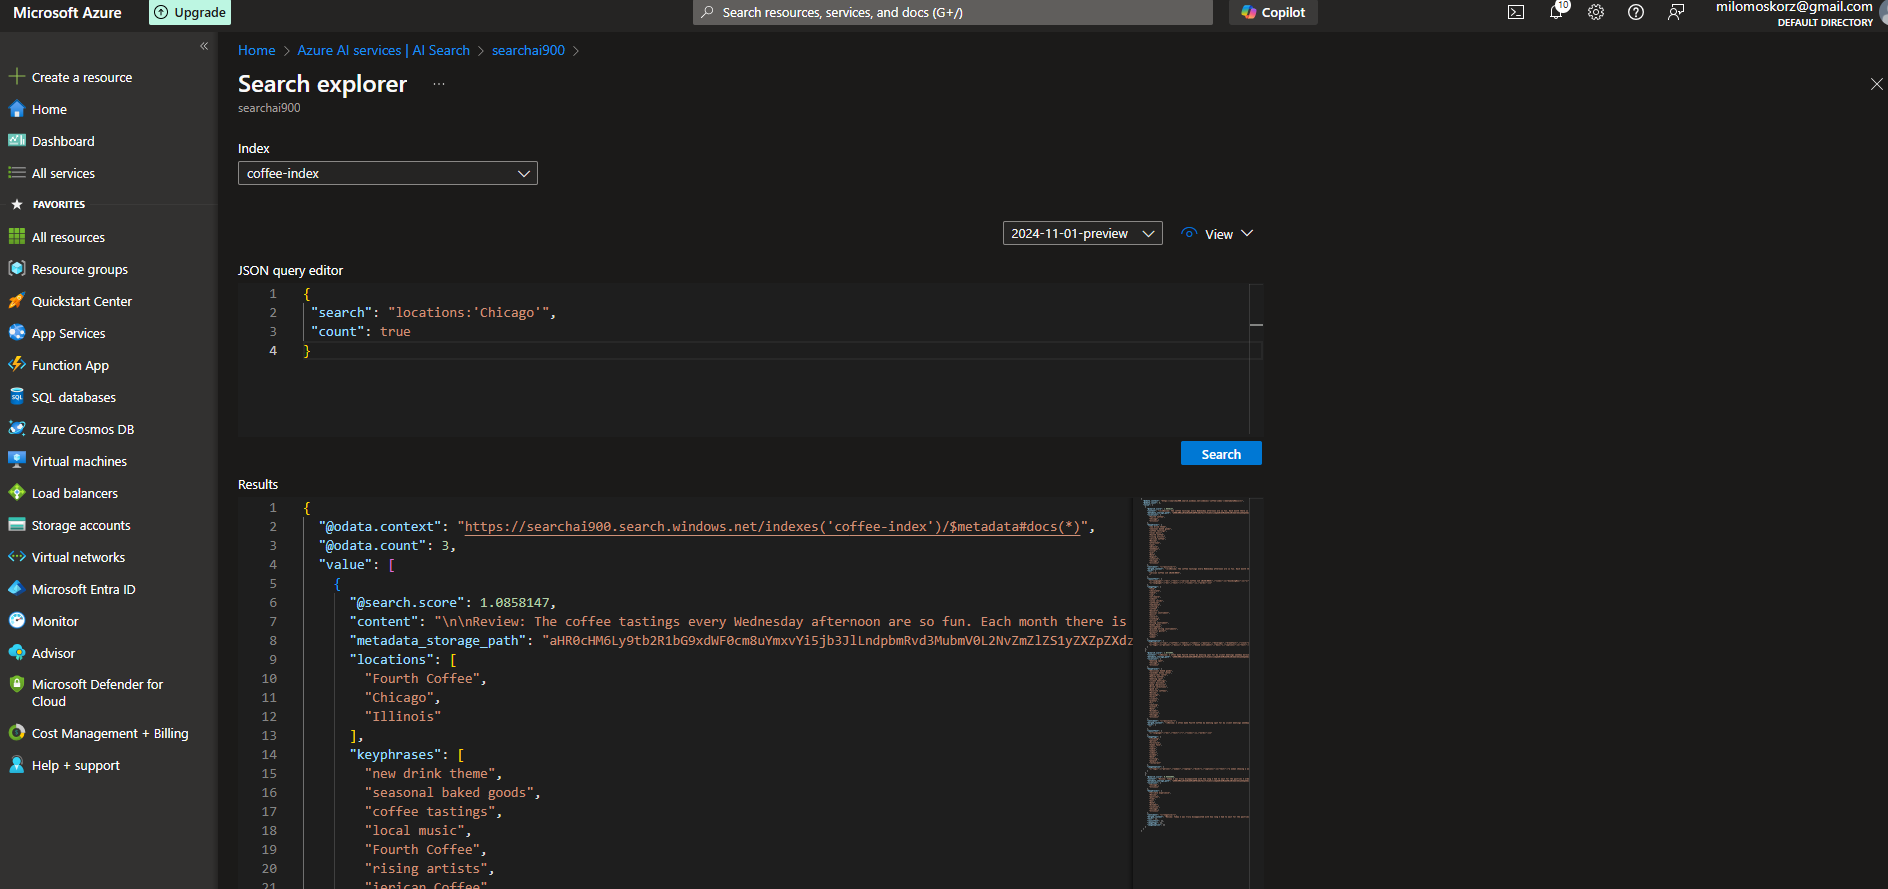 Microsoft Azure
Upgrade
Search resources, services, and docs (G+/)
Copilot
10
milomoskorz@gmail.com
DEFAULT DIRECTORY
«
Create a resource
Home
Dashboard
All services
FAVORITES
All resources
Resource groups
Quickstart Center
App Services
Function App
SQL databases
Azure Cosmos DB
Virtual machines
Load balancers
Storage accounts
Virtual networks
Microsoft Entra ID
Monitor
Advisor
Microsoft Defender for
Cloud
Cost Management + Billing
Help + support
Home > Azure AI services | AI Search > searchai900 >
Search explorer ...
searchai900
Index
coffee-index
2024-11-01-preview
View
JSON query editor
1 {
2 "search": "locations:'Chicago'",
3 "count": true
4 }
Search
Results
1 {
2 "@odata.context": "https://searchai900.search.windows.net/indexes('coffee-index')/$metadata#docs(*)",
3 "@odata.count": 3,
4 "value": [
5 {
6 "@search.score": 1.0858147,
7 "content": "\n\nReview: The coffee tastings every Wednesday afternoon are so fun. Each month there is
8 "metadata_storage_path": "aHR0cHM6Ly9tb2R1bG9xdWF0cm8uYmxvYi5jb3JlLndpbmRvd3MubmV0L2NvZmZlZS1yZXZpZXdz
9 "locations": [
10 "Fourth Coffee",
11 "Chicago",
12 "Illinois"
13 ],
14 "keyphrases": [
15 "new drink theme",
16 "seasonal baked goods",
17 "coffee tastings",
18 "local music",
19 "Fourth Coffee",
20 "rising artists",
21 "ierican Coffee"